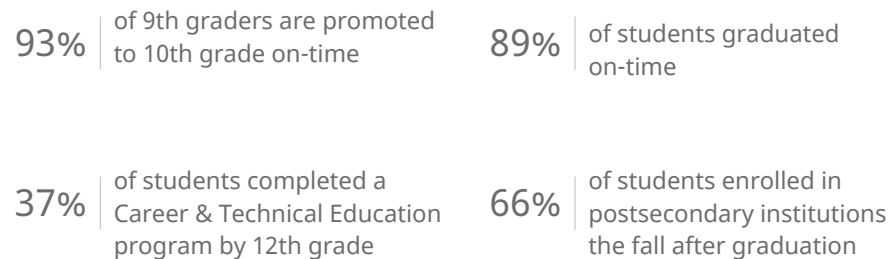 93%
of 9th graders are promoted
to 10th grade on-time
89%
of students graduated
on-time
37%
of students completed a
Career & Technical Education
program by 12th grade
66%
of students enrolled in
postsecondary institutions
the fall after graduation